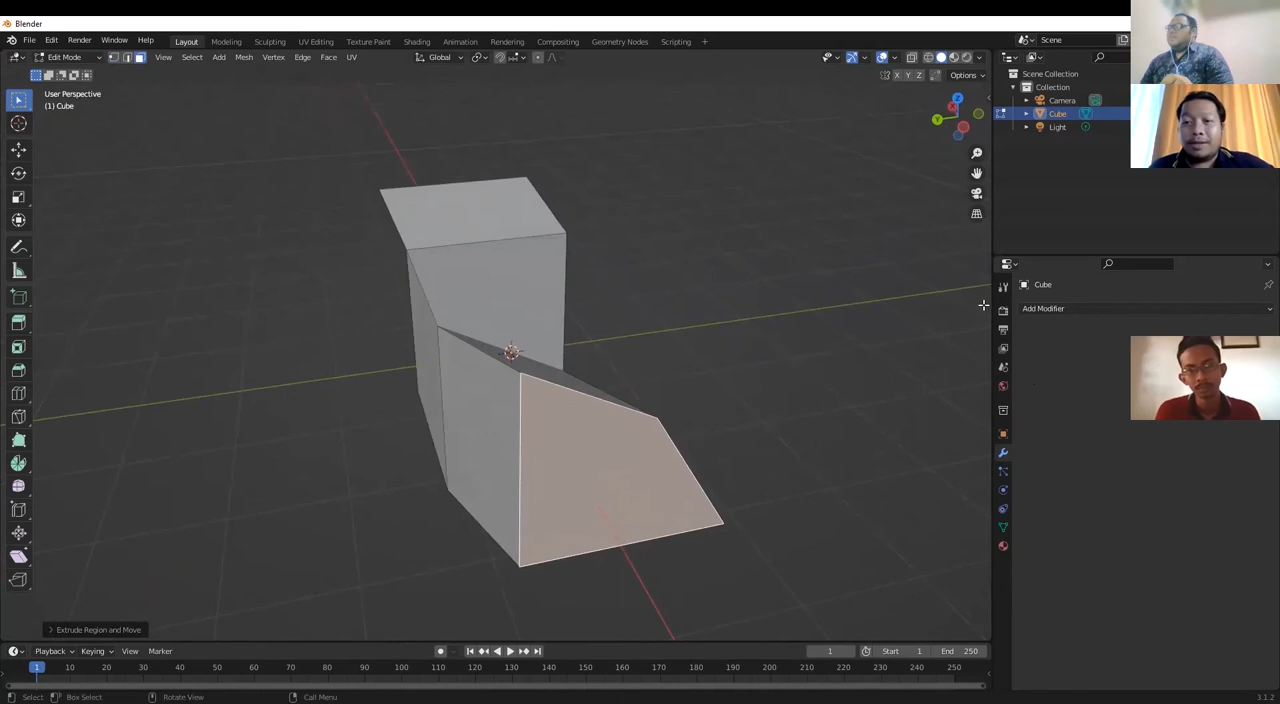 Blender
File Edit Render Window Help
Layout Modeling Sculpting UV Editing Texture Paint Shading Animation Rendering Compositing Geometry Nodes Scripting +
Scene
Edit Mode View Select Add Mesh Vertex Edge Face UV
Global
X Y Z Options
User Perspective
(1) Cube
Z
X
Y
Scene Collection
Collection
Camera
Cube
Light
Cube
Add Modifier
Extrude Region and Move
Playback Keying View Marker
1 Start 1 End 250
1 10 20 30 40 50 60 70 80 90 100 110 120 130 140 150 160 170 180 190 200 210 220 230 240 250
Select Box Select Rotate View Call Menu 3.1.2